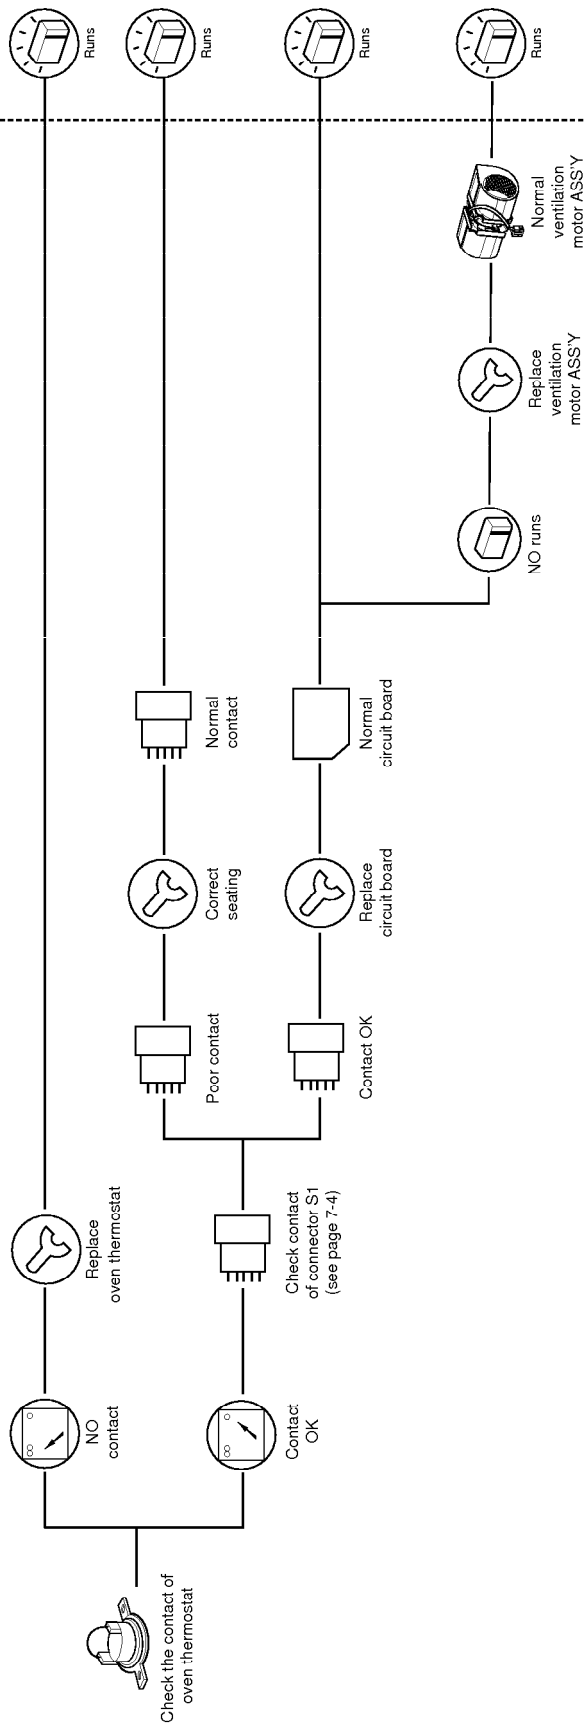 Check the contact of
oven thermostat
NO
contact
Replace
oven thermostat
Runs
Contact
OK
Check contact
of connector S1
(see page 7-4)
Poor contact
Correct
seating
Normal
contact
Runs
Contact OK
Replace
circuit board
Normal
circuit board
Runs
NO runs
Replace
ventilation
motor ASS'Y
Normal
ventilation
motor ASS'Y
Runs